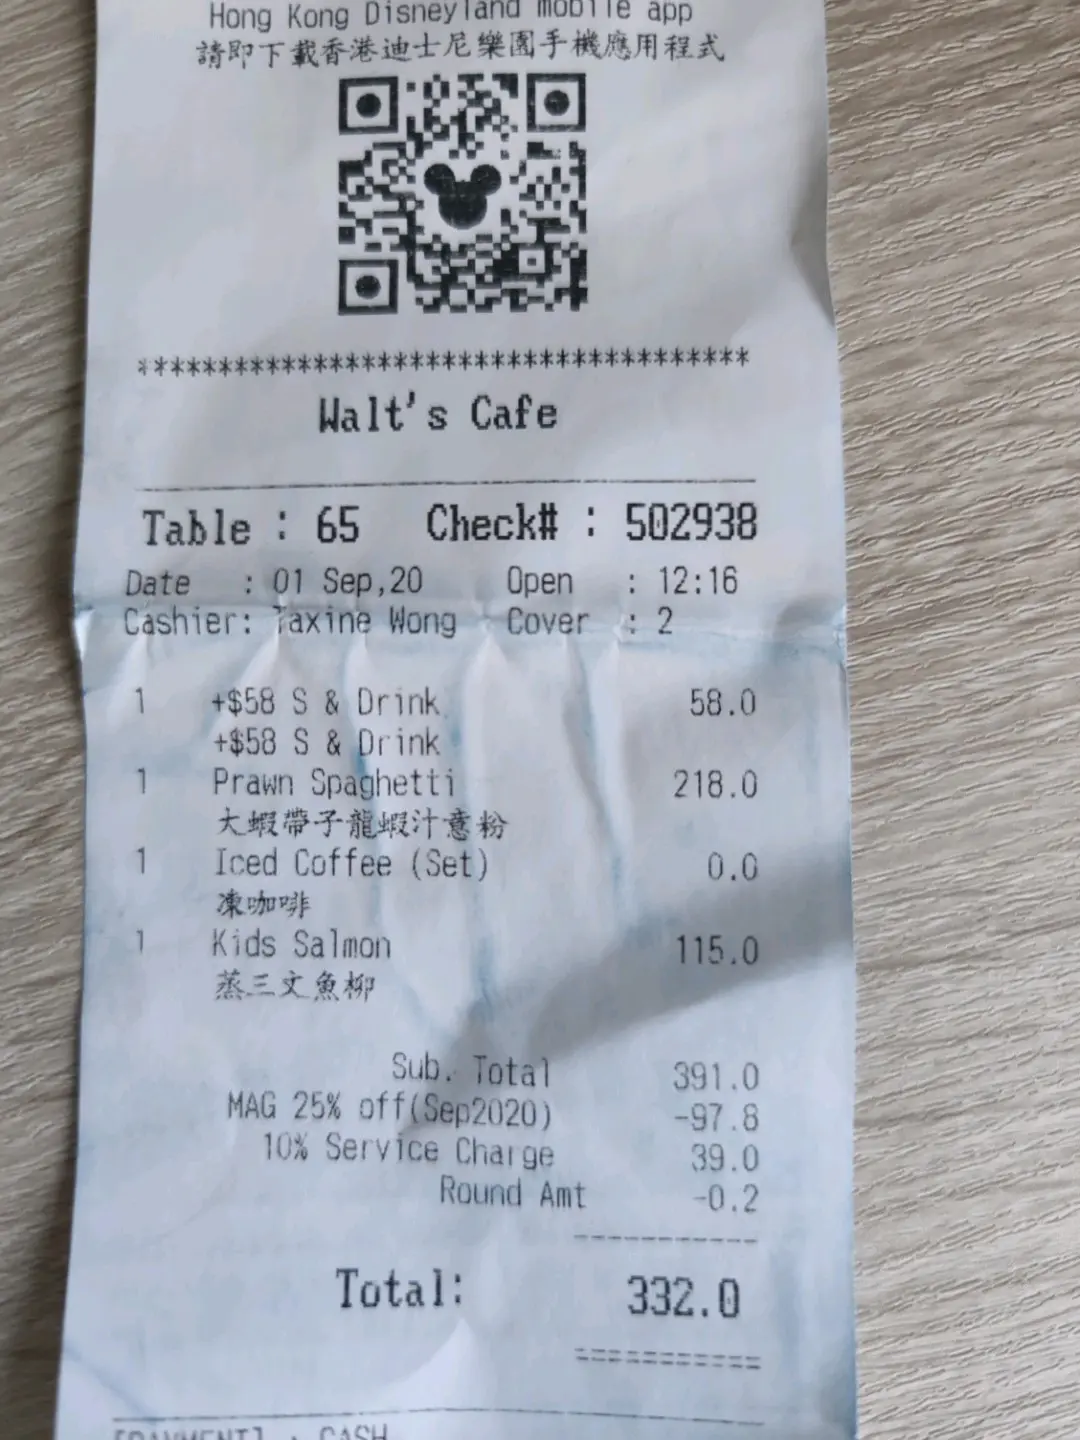 Hong Kong Disneyland mobile app
請即下載香港迪士尼樂園手機應用程式
***************************************
Walt's Cafe
Table : 65 Check# : 502938
Date : 01 Sep,20 Open : 12:16
Cashier: Taxine Wong Cover : 2
1 +$58 S & Drink 58.0
+$58 S & Drink
1 Prawn Spaghetti 218.0
大蝦帶子龍蝦汁意粉
1 Iced Coffee (Set) 0.0
凍咖啡
1 Kids Salmon 115.0
蒸三文魚柳
Sub. Total 391.0
MAG 25% off(Sep2020) -97.8
10% Service Charge 39.0
Round Amt -0.2
-----------
Total: 332.0
===========
[PAYMENT] : CASH